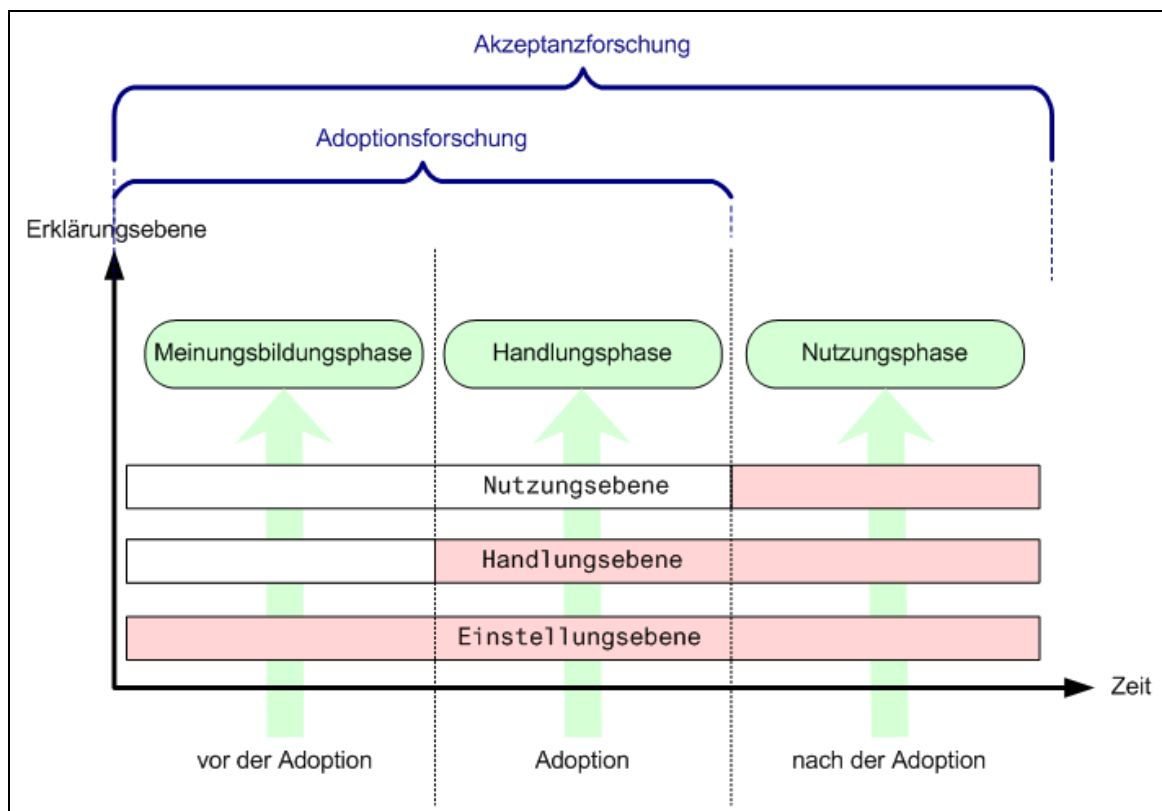 Akzeptanzforschung
Adoptionsforschung
Erklärungsebene
Meinungsbildungsphase
Handlungsphase
Nutzungsphase
Nutzungsebene
Handlungsebene
Einstellungsebene
Zeit
vor der Adoption
Adoption
nach der Adoption